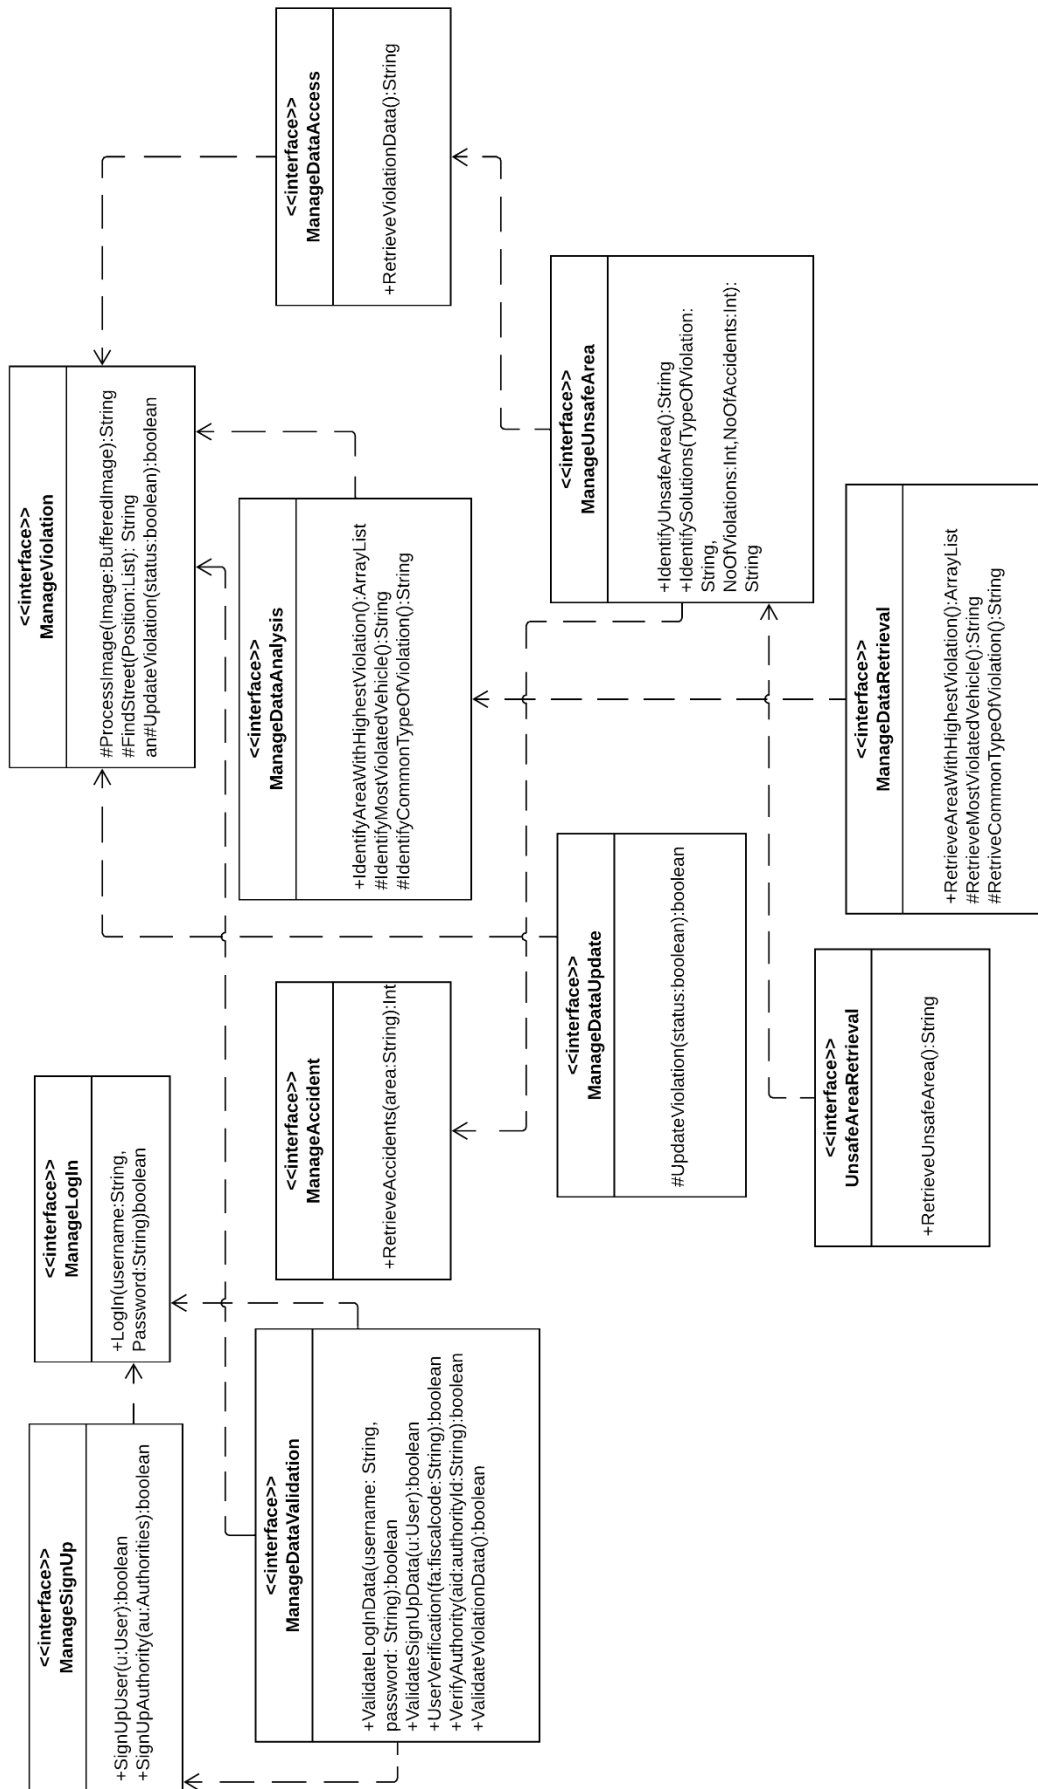 <<interface>>
ManageSignUp
+SignUpUser(u:User):boolean
+SignUpAuthority(au:Authorities):boolean
<<interface>>
ManageLogIn
+LogIn(username:String,
Password:String)boolean
<<interface>>
ManageViolation
#ProcessImage(Image:BufferedImage):String
#FindStreet(Position:List): String
an#UpdateViolation(status:boolean):boolean
<<interface>>
ManageDataValidation
+ValidateLogInData(username: String,
password: String):boolean
+ValidateSignUpData(u:User):boolean
+UserVerification(fa:fiscalcode:String):boolean
+VerifyAuthority(aid:authorityId:String):boolean
+ValidateViolationData():boolean
<<interface>>
ManageAccident
+RetrieveAccidents(area:String):Int
<<interface>>
ManageDataAnalysis
+IdentifyAreaWithHighestViolation():ArrayList
#IdentifyMostViolatedVehicle():String
#IdentifyCommonTypeOfViolation():String
<<interface>>
ManageDataAccess
+RetrieveViolationData():String
<<interface>>
ManageDataUpdate
#UpdateViolation(status:boolean):boolean
<<interface>>
ManageUnsafeArea
+IdentifyUnsafeArea():String
+IdentifySolutions(TypeOfViolation:
String,
NoOfViolations:Int,NoOfAccidents:Int):
String
<<interface>>
UnsafeAreaRetrieval
+RetrieveUnsafeArea():String
<<interface>>
ManageDataRetrieval
+RetrieveAreaWithHighestViolation():ArrayList
#RetrieveMostViolatedVehicle():String
#RetriveCommonTypeOfViolation():String